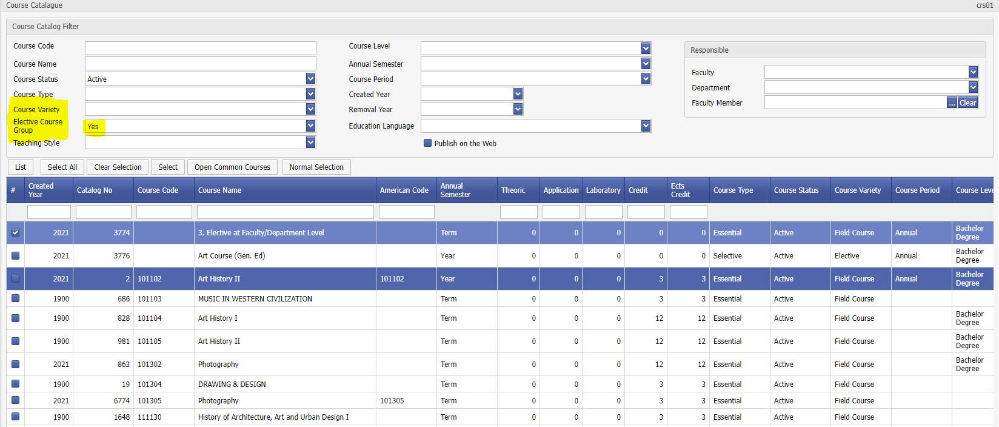 Course Catalague crs01
Course Catalog Filter
Course Code
Course Name
Course Status Active
Course Type
Course Variety
Elective Course
Group
Yes
Teaching Style
Course Level
Annual Semester
Course Period
Created Year
Removal Year
Education Language
Publish on the Web
Responsible
Faculty
Department
Faculty Member ... Clear
List Select All Clear Selection Select Open Common Courses Normal Selection
# Created Year Catalog No Course Code Course Name American Code Annual Semester Theoric Application Laboratory Credit Ects Credit Course Type Course Status Course Variety Course Period Course Leve
2021 3774 3. Elective at Faculty/Department Level Term 0 0 0 0 0 Essential Active Field Course Annual Bachelor Degree
2021 3776 Art Course (Gen. Ed) Year 0 0 0 0 0 Selective Active Elective Annual Bachelor Degree
2021 2 101102 Art History II 101102 Year 0 0 0 3 3 Essential Active Field Course Annual Bachelor Degree
1900 686 101103 MUSIC IN WESTERN CIVILIZATION Term 0 0 0 3 3 Essential Active Field Course
1900 828 101104 Art History I Term 0 0 0 12 12 Essential Active Field Course Bachelor Degree
1900 981 101105 Art History II Term 0 0 0 12 12 Essential Active Field Course Bachelor Degree
2021 863 101302 Photography Term 0 0 0 12 12 Essential Active Field Course Bachelor Degree
1900 19 101304 DRAWING & DESIGN Term 0 0 0 3 3 Essential Active Field Course
2021 6774 101305 Photography 101305 Term 0 0 0 3 3 Essential Active Field Course
1900 1648 111130 History of Architecture, Art and Urban Design I Term 0 0 0 3 3 Essential Active Field Course